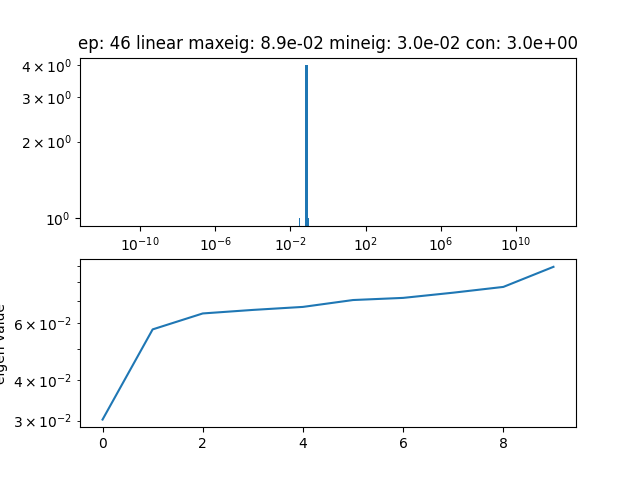 ep: 46 linear maxeig: 8.9e-02 mineig: 3.0e-02 con: 3.0e+00
4 × 10⁰
3 × 10⁰
2 × 10⁰
10⁰
10⁻¹⁰ 10⁻⁶ 10⁻² 10² 10⁶ 10¹⁰
eigen value
6 × 10⁻²
4 × 10⁻²
3 × 10⁻²
0 2 4 6 8